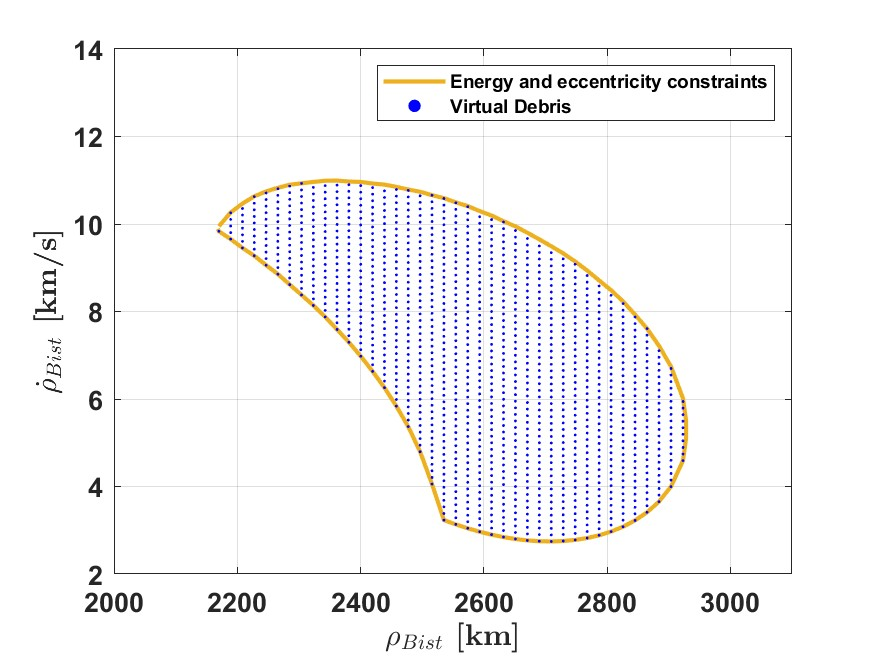 14
12
10
8
6
4
2
2000 2200 2400 2600 2800 3000
Energy and eccentricity constraints
Virtual Debris
ρ̇Bist [km/s]
ρBist [km]